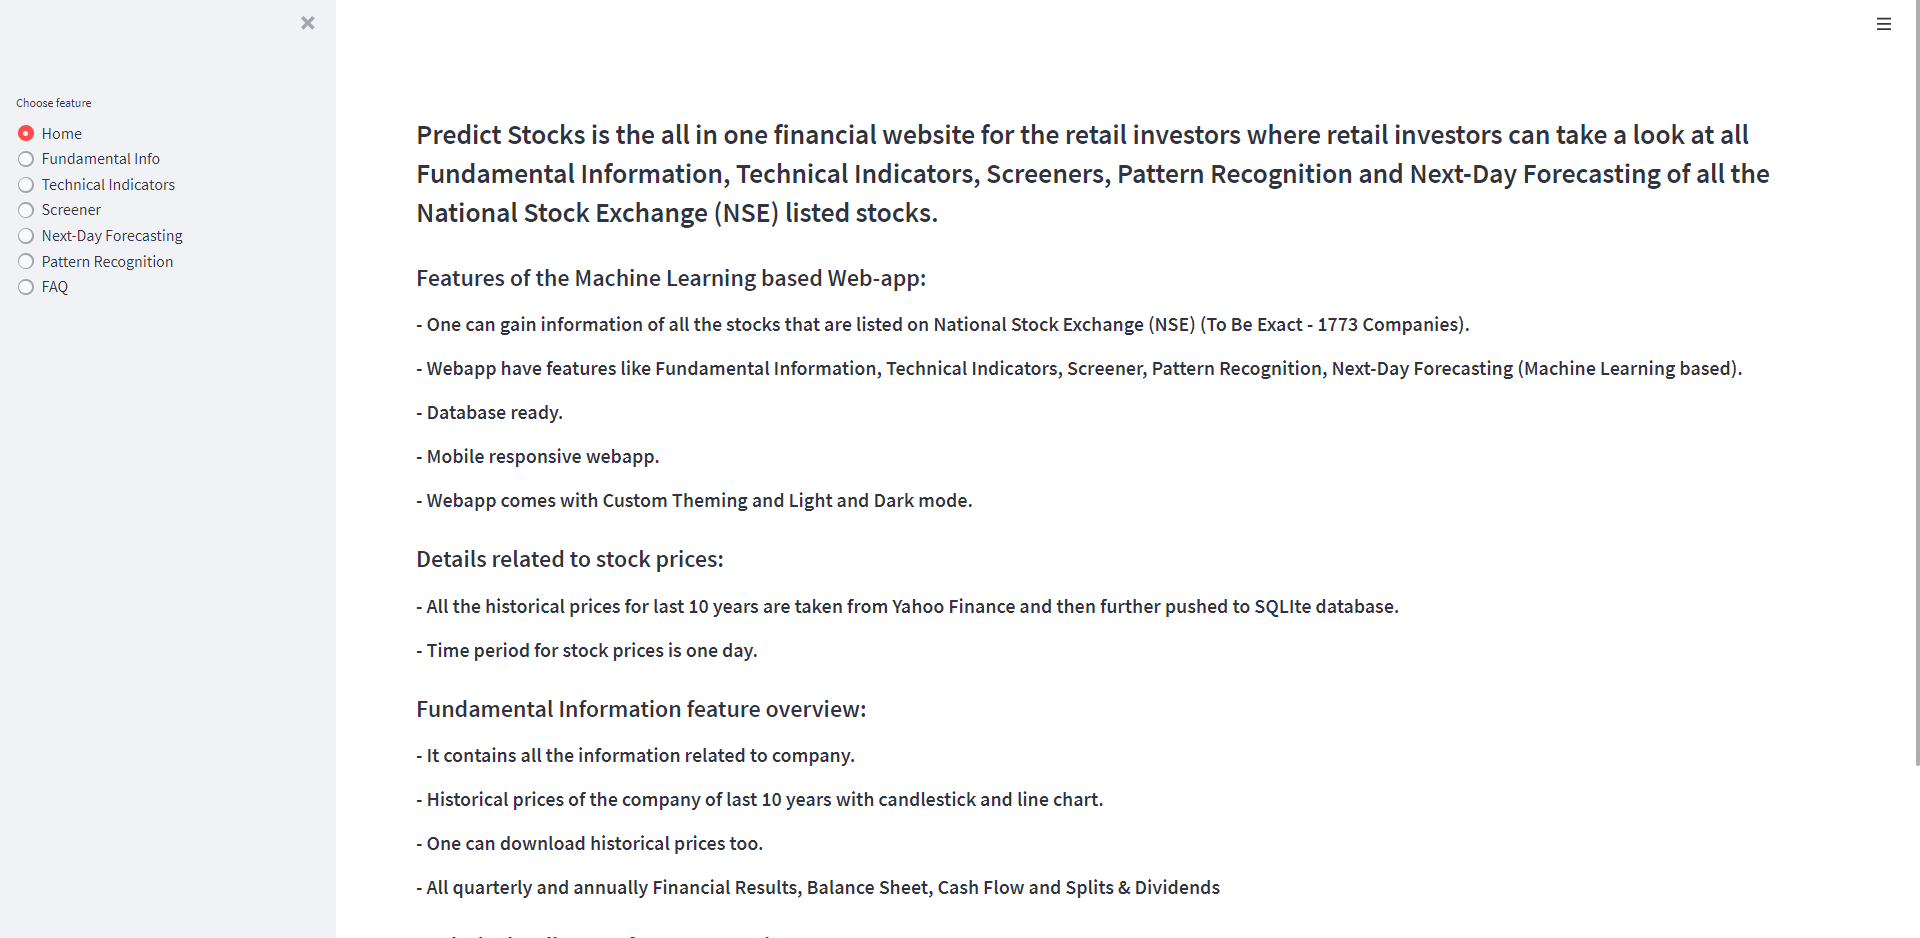 Choose feature
Home
Fundamental Info
Technical Indicators
Screener
Next-Day Forecasting
Pattern Recognition
FAQ
Predict Stocks is the all in one financial website for the retail investors where retail investors can take a look at all
Fundamental Information, Technical Indicators, Screeners, Pattern Recognition and Next-Day Forecasting of all the
National Stock Exchange (NSE) listed stocks.
Features of the Machine Learning based Web-app:
- One can gain information of all the stocks that are listed on National Stock Exchange (NSE) (To Be Exact - 1773 Companies).
- Webapp have features like Fundamental Information, Technical Indicators, Screener, Pattern Recognition, Next-Day Forecasting (Machine Learning based).
- Database ready.
- Mobile responsive webapp.
- Webapp comes with Custom Theming and Light and Dark mode.
Details related to stock prices:
- All the historical prices for last 10 years are taken from Yahoo Finance and then further pushed to SQLIte database.
- Time period for stock prices is one day.
Fundamental Information feature overview:
- It contains all the information related to company.
- Historical prices of the company of last 10 years with candlestick and line chart.
- One can download historical prices too.
- All quarterly and annually Financial Results, Balance Sheet, Cash Flow and Splits & Dividends